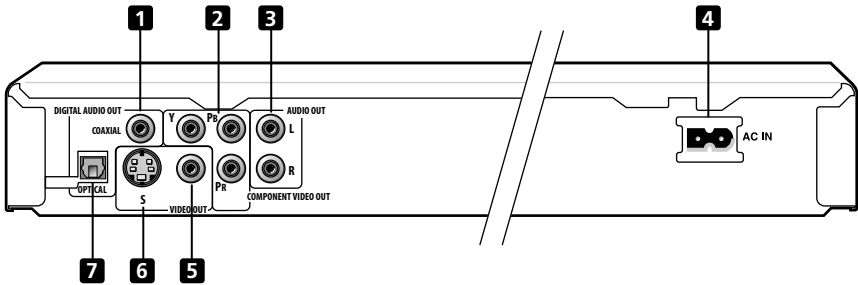 1 2 3 4
DIGITAL AUDIO OUT
COAXIAL
Y
PB
PR
AUDIO OUT
L
R
COMPONENT VIDEO OUT
AC IN
OPTICAL
S
VIDEO OUT
7 6 5